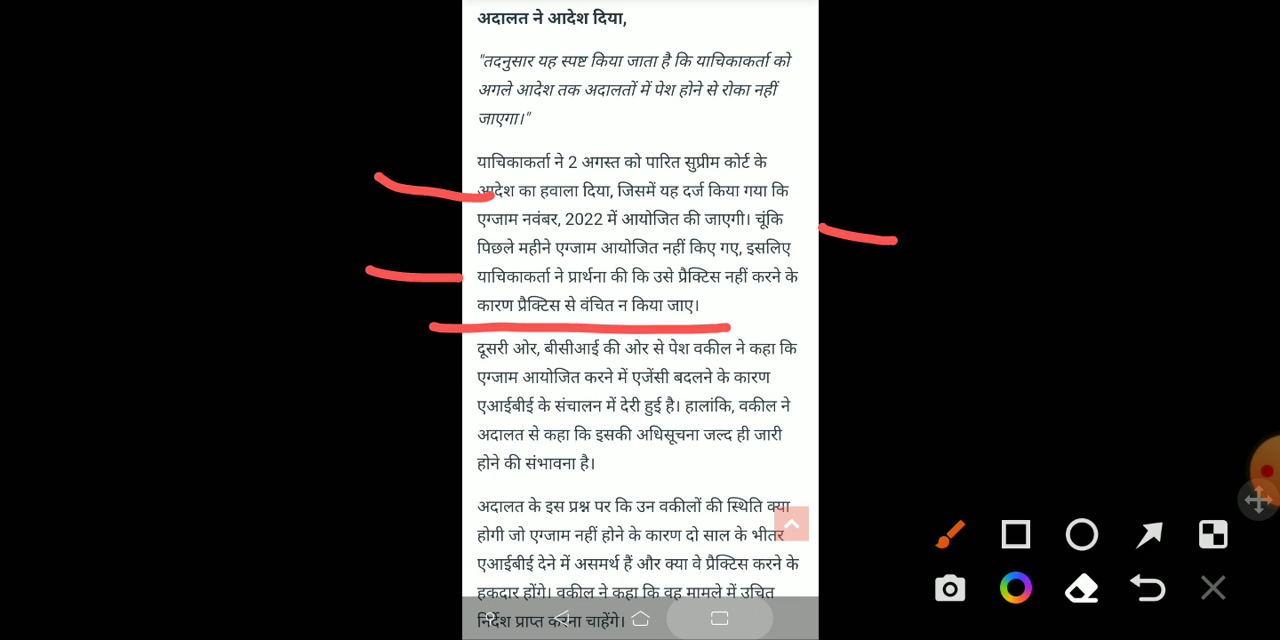 अदालत ने आदेश दिया,
"तदनुसार यह स्पष्ट किया जाता है कि याचिकाकर्ता को
अगले आदेश तक अदालतों में पेश होने से रोका नहीं
जाएगा।"
याचिकाकर्ता ने 2 अगस्त को पारित सुप्रीम कोर्ट के
आदेश का हवाला दिया, जिसमें यह दर्ज किया गया कि
एग्जाम नवंबर, 2022 में आयोजित की जाएगी। चूंकि
पिछले महीने एग्जाम आयोजित नहीं किए गए, इसलिए
याचिकाकर्ता ने प्रार्थना की कि उसे प्रैक्टिस नहीं करने के
कारण प्रैक्टिस से वंचित न किया जाए।
दूसरी ओर, बीसीआई की ओर से पेश वकील ने कहा कि
एग्जाम आयोजित करने में एजेंसी बदलने के कारण
एआईबीई के संचालन में देरी हुई है। हालांकि, वकील ने
अदालत से कहा कि इसकी अधिसूचना जल्द ही जारी
होने की संभावना है।
अदालत के इस प्रश्न पर कि उन वकीलों की स्थिति क्या
होगी जो एग्जाम नहीं होने के कारण दो साल के भीतर
एआईबीई देने में असमर्थ हैं और क्या वे प्रैक्टिस करने के
हकदार होंगे। वकील ने कहा कि वह मामले में उचित
निर्देश प्राप्त करना चाहेंगे।